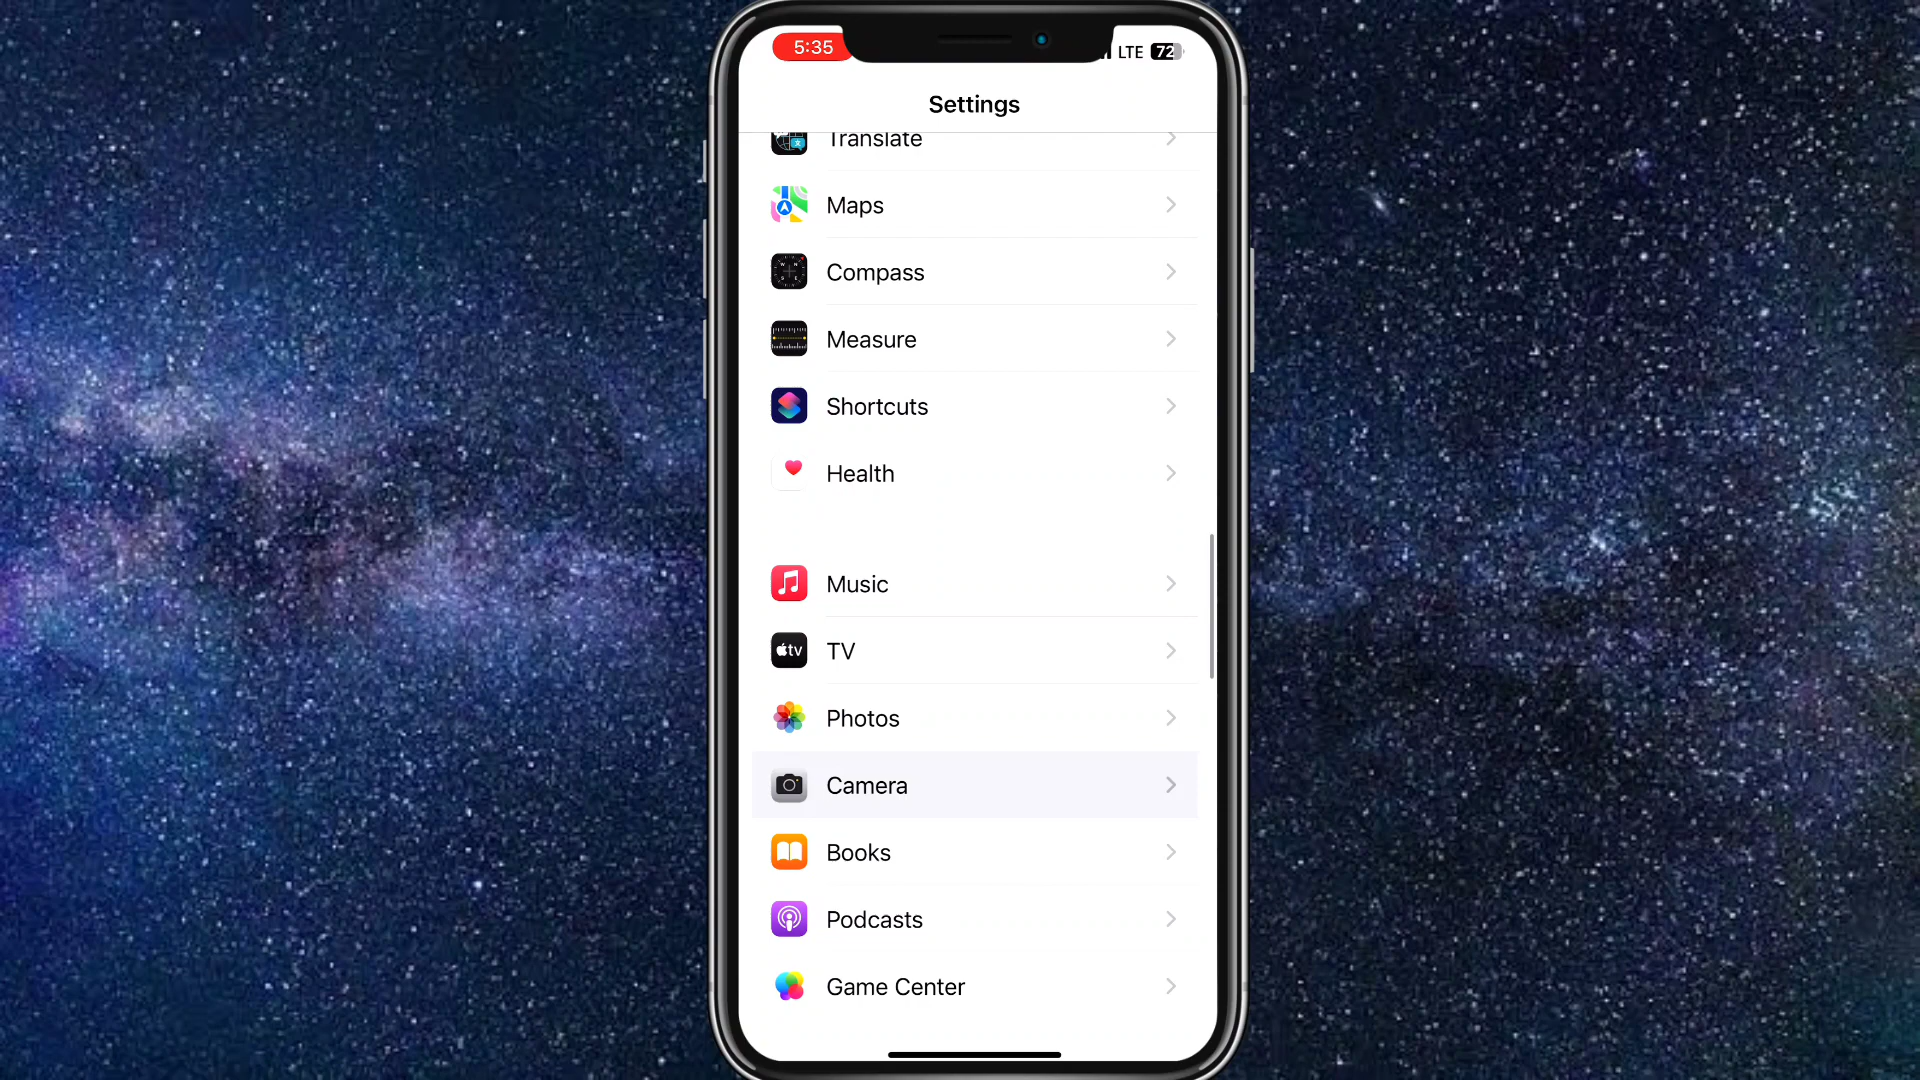 5:35
LTE 72
Settings
Translate
Maps
Compass
Measure
Shortcuts
Health
Music
tv TV
Photos
Camera
Books
Podcasts
Game Center